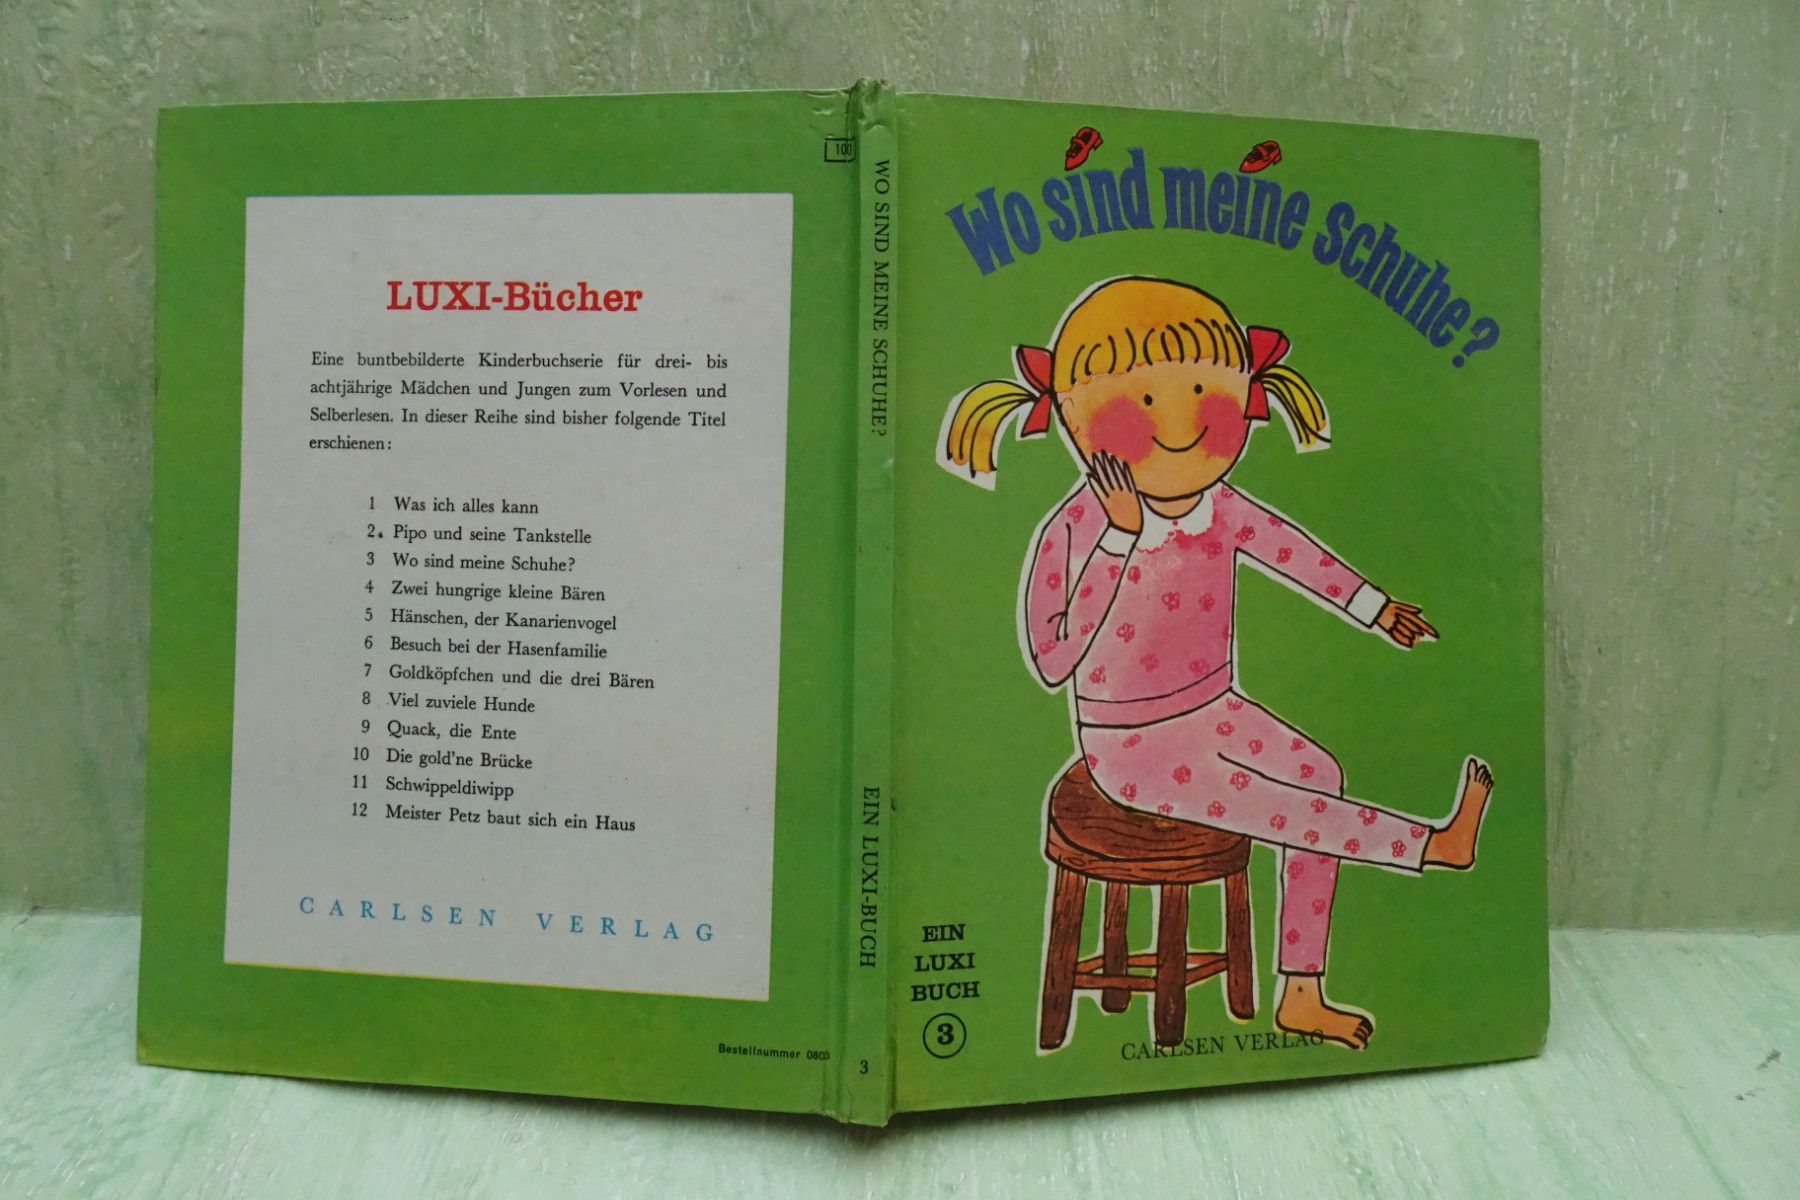 LUXI-Bücher
Eine buntbebilderte Kinderbuchserie für drei- bis
achtjährige Mädchen und Jungen zum Vorlesen und
Selberlesen. In dieser Reihe sind bisher folgende Titel
erschienen:
1 Was ich alles kann
2. Pipo und seine Tankstelle
3 Wo sind meine Schuhe?
4 Zwei hungrige kleine Bären
5 Hänschen, der Kanarienvogel
6 Besuch bei der Hasenfamilie
7 Goldköpfchen und die drei Bären
8 Viel zuviele Hunde
9 Quack, die Ente
10 Die gold'ne Brücke
11 Schwippeldiwipp
12 Meister Petz baut sich ein Haus
CARLSEN VERLAG
Bestellnummer 0803
100
WO SIND MEINE SCHUHE?
EIN LUXI-BUCH
3
Wo sind meine Schuhe?
EIN
LUXI
BUCH
3
CARLSEN VERLAG